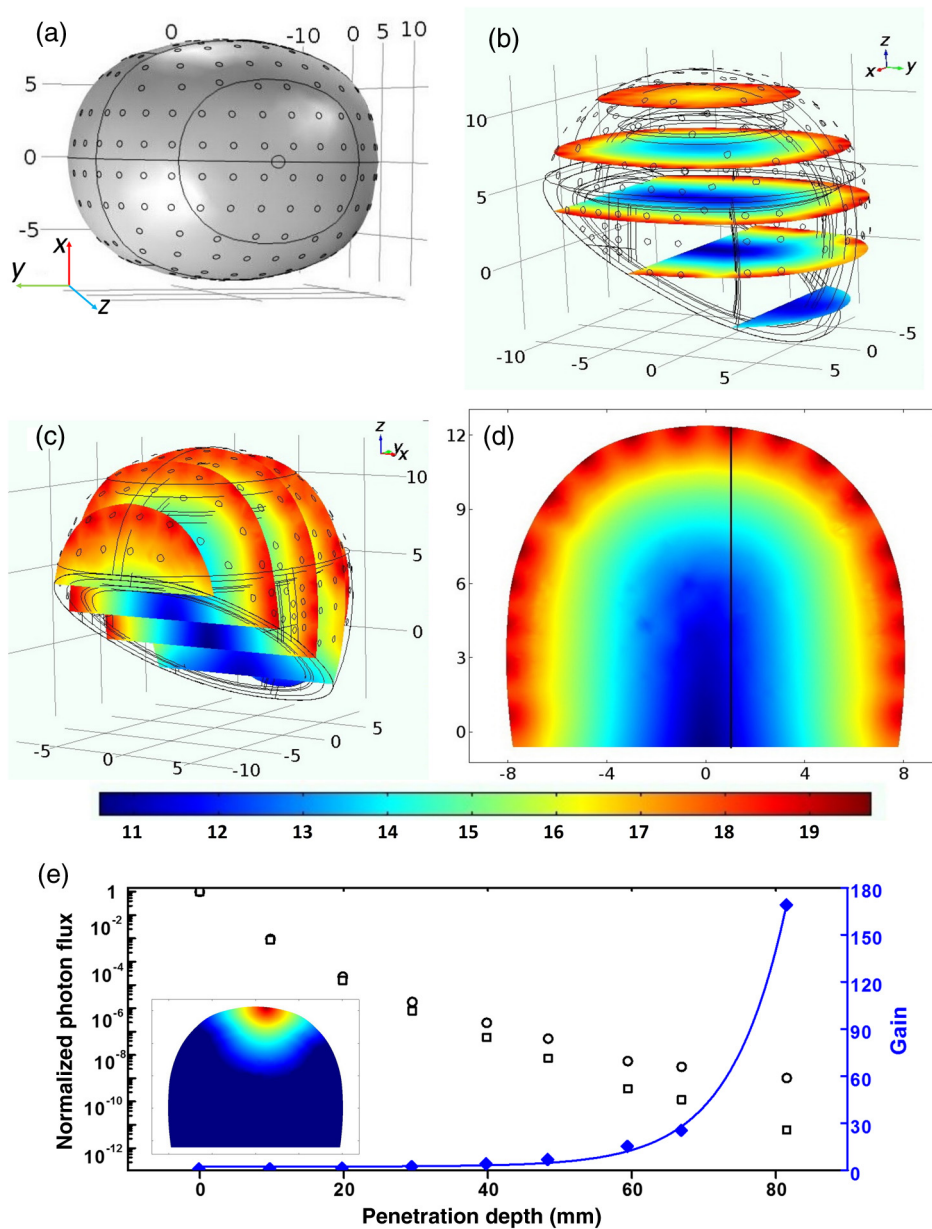 (a)
0
-10
0
5
10
5
0
-5
x
y
z
(b)
z
x
y
10
5
0
-10
-5
0
5
5
0
-5
(c)
z
y
x
10
5
0
-5
0
5
-10
-5
0
5
(d)
12
9
6
3
0
-8
-4
0
4
8
11 12 13 14 15 16 17 18 19
(e)
Normalized photon flux
1
10-2
10-4
10-6
10-8
10-10
10-12
180
150
120
90
60
30
0
Gain
0 20 40 60 80
Penetration depth (mm)